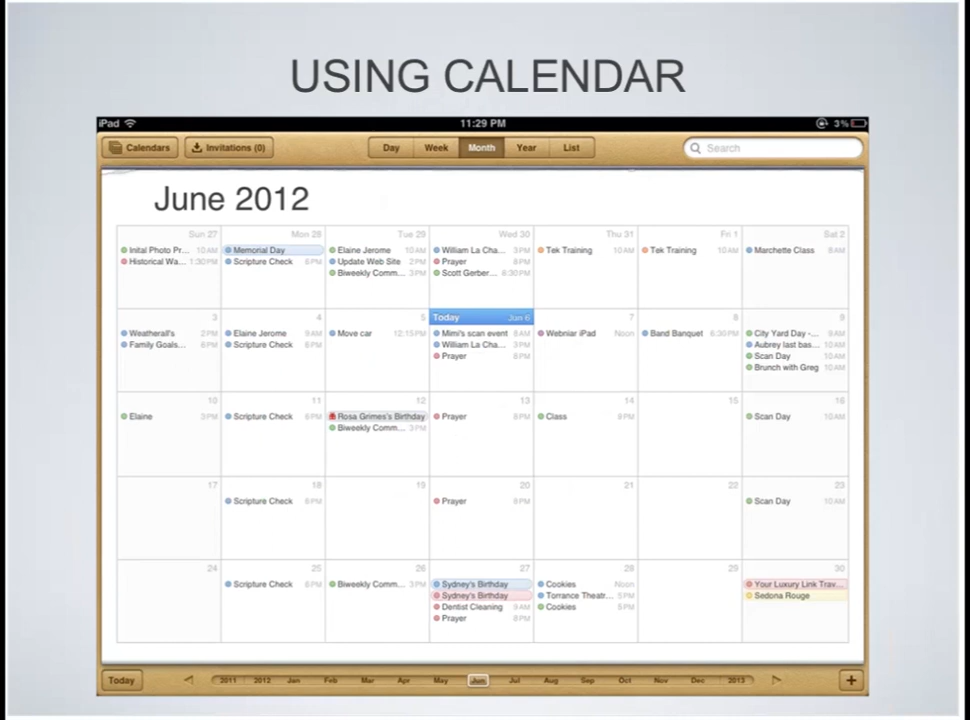 USING CALENDAR
iPad 11:29 PM 3%
Calendars Invitations (0) Day Week Month Year List Search
June 2012
Sun 27 Mon 28 Tue 29 Wed 30 Thu 31 Fri 1 Sat 2
Inital Photo Pr... 10AM Memorial Day Elaine Jerome 10AM William La Cha... 3PM Tek Training 10AM Tek Training 10AM Marchette Class 8AM
Historical Wa... 1:30PM Scripture Check 6PM Update Web Site 2PM Prayer 8PM
Biweekly Comm... 3PM Scott Gerber... 8:30PM
3 4 5 Today Jun 6 7 8 9
Weatherall's 2PM Elaine Jerome 9AM Move car 12:15PM Mimi's scan event 8AM Webniar iPad Noon Band Banquet 6:30PM City Yard Day -... 9AM
Family Goals... 6PM Scripture Check 6PM William La Cha... 3PM Aubrey last bas... 10AM
Prayer 8PM Scan Day 10AM
Brunch with Greg 10AM
10 11 12 13 14 15 16
Elaine 3PM Scripture Check 6PM Rosa Grimes's Birthday Prayer 8PM Class 9PM Scan Day 10AM
Biweekly Comm... 3PM
17 18 19 20 21 22 23
Scripture Check 6PM Prayer 8PM Scan Day 10AM
24 25 26 27 28 29 30
Scripture Check 6PM Biweekly Comm... 3PM Sydney's Birthday Cookies Noon Your Luxury Link Trav...
Sydney's Birthday Torrance Theatr... 5PM Sedona Rouge
Dentist Cleaning 9AM Cookies 5PM
Prayer 8PM
Today 2011 2012 Jan Feb Mar Apr May Jun Jul Aug Sep Oct Nov Dec 2013 +